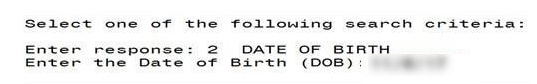 Select one of the following search criteria:
Enter response: 2 DATE OF BIRTH
Enter the Date of Birth (DOB):